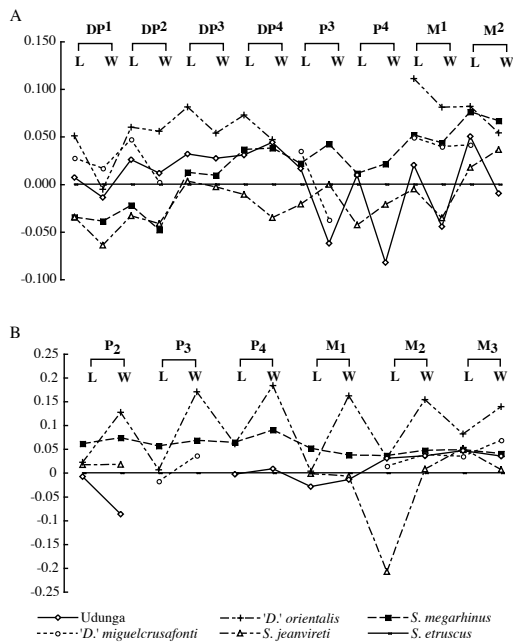 A
DP1 DP2 DP3 DP4 P3 P4 M1 M2
L W L W L W L W L W L W L W L W
0.150
0.100
0.050
0.000
-0.050
-0.100
B
P2 P3 P4 M1 M2 M3
L W L W L W L W L W L W
0.25
0.2
0.15
0.1
0.05
0
-0.05
-0.1
-0.15
-0.2
0.25
Udunga 'D.' orientalis S. megarhinus
'D.' miguelcrusafonti S. jeanvireti S. etruscus